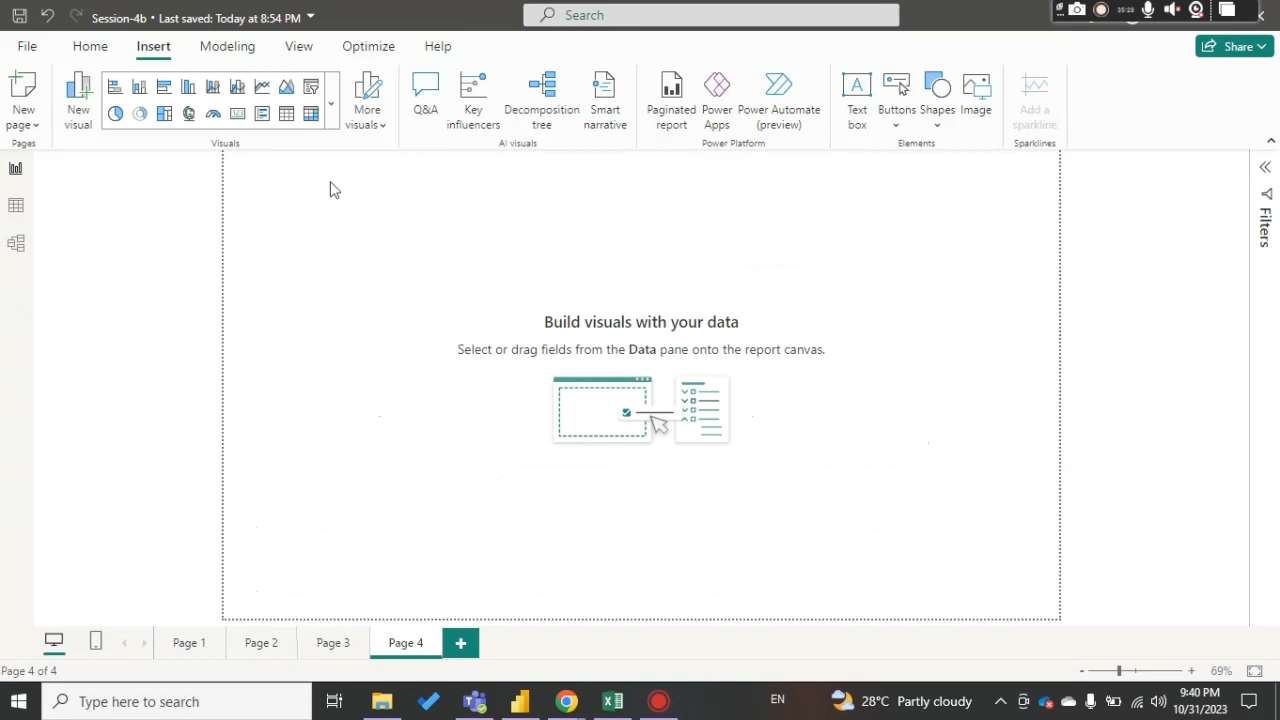 Session-4b • Last saved: Today at 8:54 PM
Search
File Home Insert Modeling View Optimize Help
Share
New page
New visual
More visuals
Q&A
Key influencers
Decomposition tree
Smart narrative
Paginated report
Power Apps
Power Automate (preview)
Text box
Buttons
Shapes
Image
Add a sparkline
Pages
Visuals
AI visuals
Power Platform
Elements
Sparklines
Filters
Build visuals with your data
Select or drag fields from the Data pane onto the report canvas.
Page 1 Page 2 Page 3 Page 4
Page 4 of 4
- + 69%
Type here to search
EN
28°C Partly cloudy
9:40 PM
10/31/2023